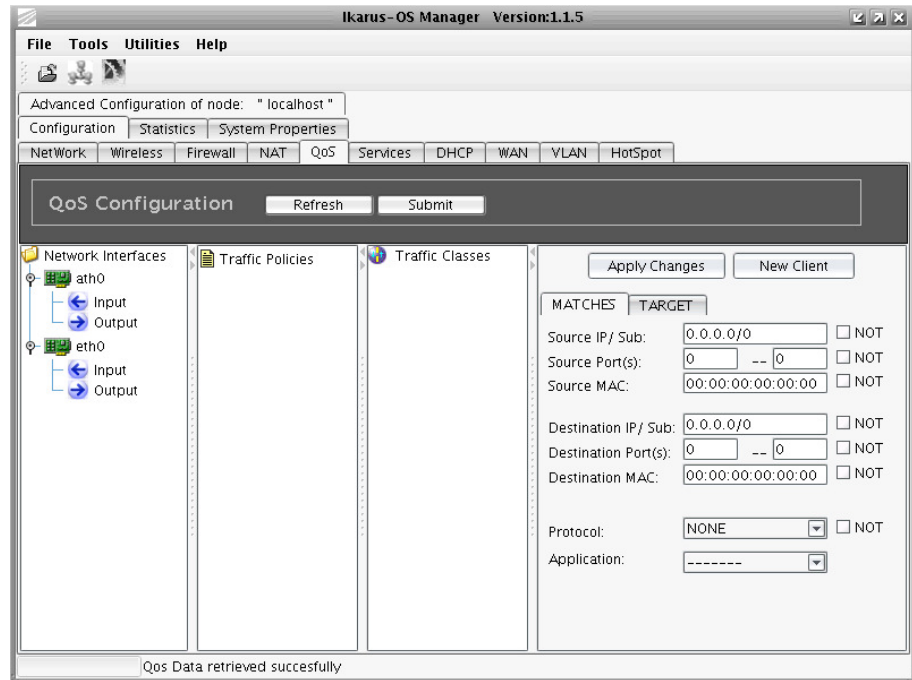 Ikarus-OS Manager Version:1.1.5
File Tools Utilities Help
Advanced Configuration of node: " localhost "
Configuration Statistics System Properties
NetWork Wireless Firewall NAT QoS Services DHCP WAN VLAN HotSpot
QoS Configuration Refresh Submit
Network Interfaces
ath0
Input
Output
eth0
Input
Output
Traffic Policies
Traffic Classes
Apply Changes New Client
MATCHES TARGET
Source IP/ Sub: 0.0.0.0/0 NOT
Source Port(s): 0 -- 0 NOT
Source MAC: 00:00:00:00:00:00 NOT
Destination IP/ Sub: 0.0.0.0/0 NOT
Destination Port(s): 0 -- 0 NOT
Destination MAC: 00:00:00:00:00:00 NOT
Protocol: NONE NOT
Application: -------
Qos Data retrieved succesfully